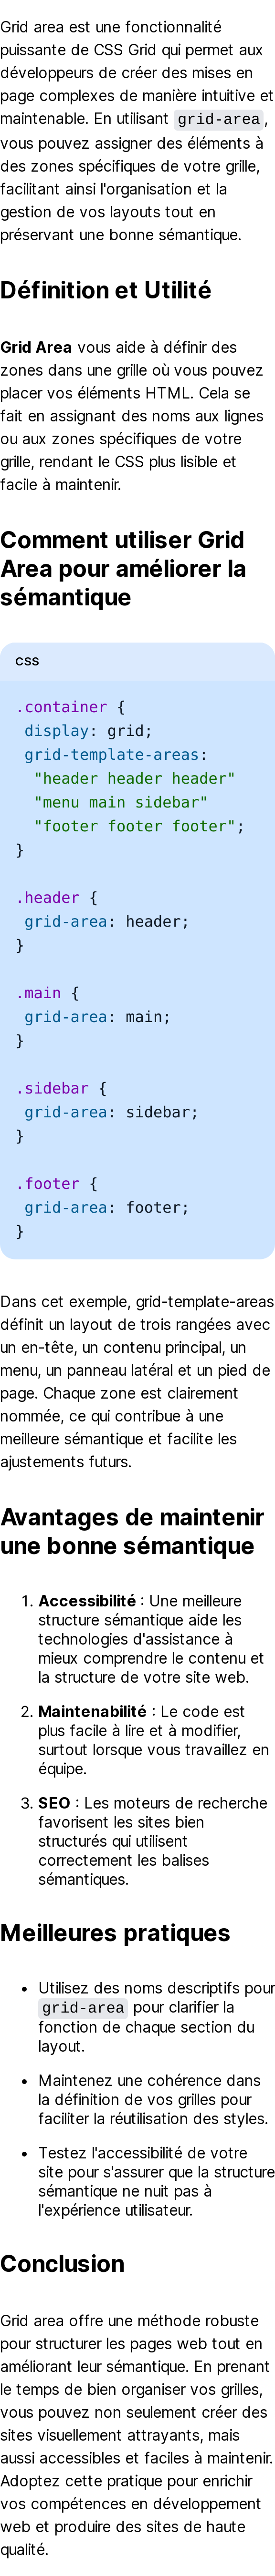 Grid area est une fonctionnalité
puissante de CSS Grid qui permet aux
développeurs de créer des mises en
page complexes de manière intuitive et
maintenable. En utilisant grid-area,
vous pouvez assigner des éléments à
des zones spécifiques de votre grille,
facilitant ainsi l'organisation et la
gestion de vos layouts tout en
préservant une bonne sémantique.
Définition et Utilité
Grid Area vous aide à définir des
zones dans une grille où vous pouvez
placer vos éléments HTML. Cela se
fait en assignant des noms aux lignes
ou aux zones spécifiques de votre
grille, rendant le CSS plus lisible et
facile à maintenir.
Comment utiliser Grid
Area pour améliorer la
sémantique
CSS
.container {
 display: grid;
 grid-template-areas:
  "header header header"
  "menu main sidebar"
  "footer footer footer";
}
.header {
 grid-area: header;
}
.main {
 grid-area: main;
}
.sidebar {
 grid-area: sidebar;
}
.footer {
 grid-area: footer;
}
Dans cet exemple, grid-template-areas
définit un layout de trois rangées avec
un en-tête, un contenu principal, un
menu, un panneau latéral et un pied de
page. Chaque zone est clairement
nommée, ce qui contribue à une
meilleure sémantique et facilite les
ajustements futurs.
Avantages de maintenir
une bonne sémantique
1. Accessibilité : Une meilleure
structure sémantique aide les
technologies d'assistance à
mieux comprendre le contenu et
la structure de votre site web.
2. Maintenabilité : Le code est
plus facile à lire et à modifier,
surtout lorsque vous travaillez en
équipe.
3. SEO : Les moteurs de recherche
favorisent les sites bien
structurés qui utilisent
correctement les balises
sémantiques.
Meilleures pratiques
• Utilisez des noms descriptifs pour
grid-area pour clarifier la
fonction de chaque section du
layout.
• Maintenez une cohérence dans
la définition de vos grilles pour
faciliter la réutilisation des styles.
• Testez l'accessibilité de votre
site pour s'assurer que la structure
sémantique ne nuit pas à
l'expérience utilisateur.
Conclusion
Grid area offre une méthode robuste
pour structurer les pages web tout en
améliorant leur sémantique. En prenant
le temps de bien organiser vos grilles,
vous pouvez non seulement créer des
sites visuellement attrayants, mais
aussi accessibles et faciles à maintenir.
Adoptez cette pratique pour enrichir
vos compétences en développement
web et produire des sites de haute
qualité.